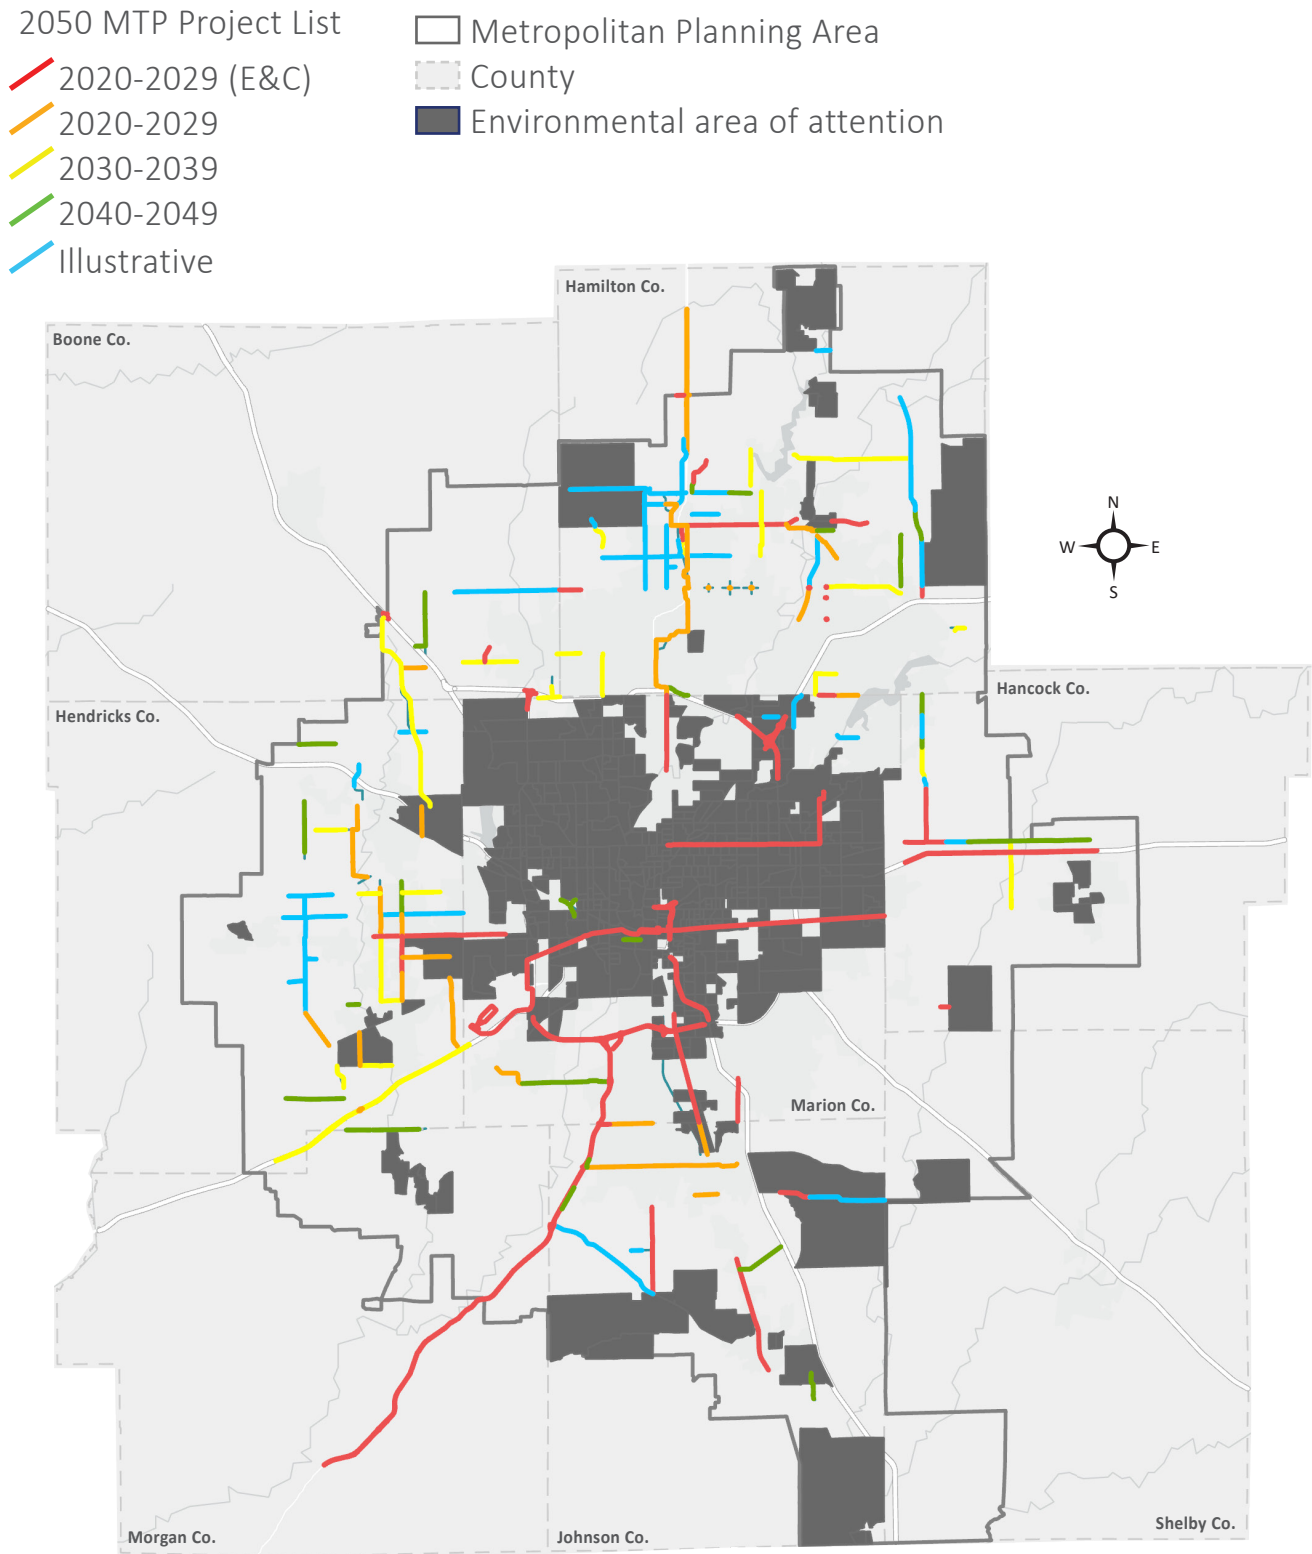 2050 MTP Project List
2020-2029 (E&C)
2020-2029
2030-2039
2040-2049
Illustrative
Metropolitan Planning Area
County
Environmental area of attention
Hamilton Co.
Boone Co.
N
W
E
S
Hancock Co.
Hendricks Co.
Marion Co.
Morgan Co.
Johnson Co.
Shelby Co.